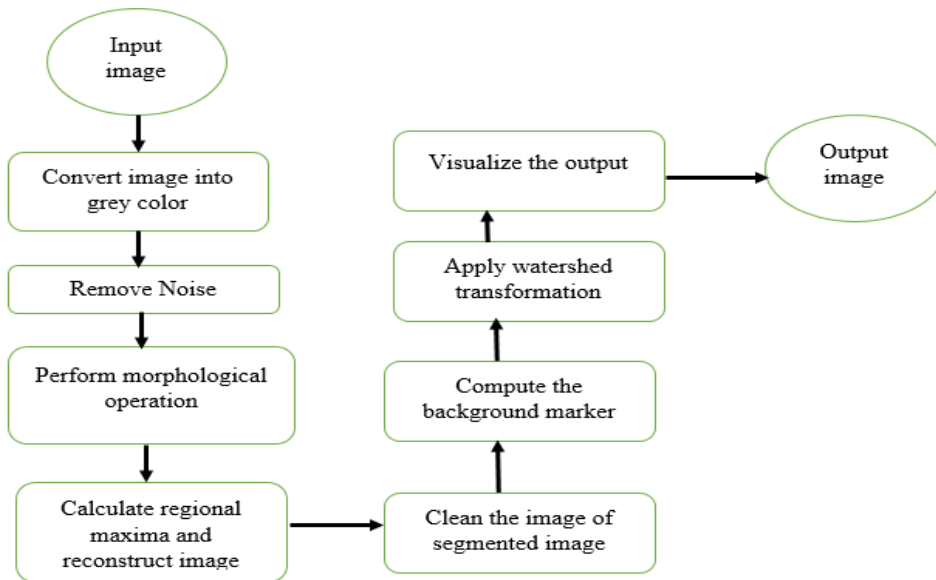 Input
image
Convert image into
grey color
Remove Noise
Perform morphological
operation
Calculate regional
maxima and
reconstruct image
Clean the image of
segmented image
Compute the
background marker
Apply watershed
transformation
Visualize the output
Output
image